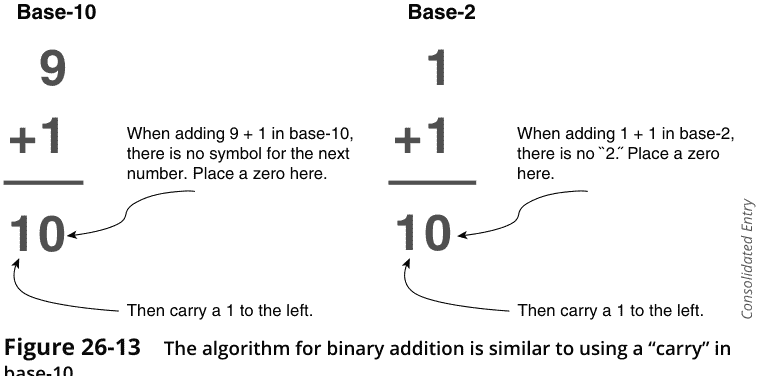 Base-10
9
+1
10
When adding 9 + 1 in base-10,
there is no symbol for the next
number. Place a zero here.
Then carry a 1 to the left.
Base-2
1
+1
10
When adding 1 + 1 in base-2,
there is no ˝2.˝ Place a zero
here.
Then carry a 1 to the left.
Consolidated Entry
Figure 26-13 The algorithm for binary addition is similar to using a “carry” in
base-10